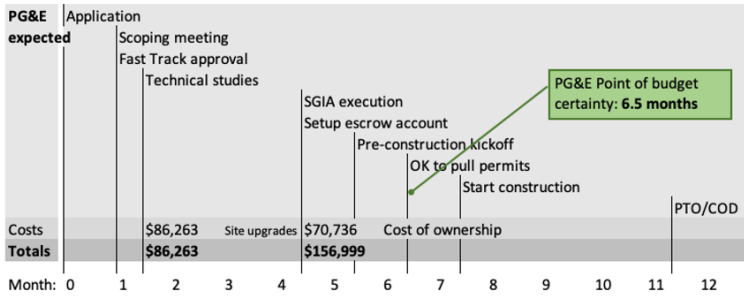 PG&E Application
expected Scoping meeting
Fast Track approval
Technical studies
SGIA execution
Setup escrow account
Pre-construction kickoff
OK to pull permits
Start construction
PTO/COD
PG&E Point of budget
certainty: 6.5 months
Costs $86,263 Site upgrades $70,736 Cost of ownership
Totals $86,263 $156,999
Month: 0 1 2 3 4 5 6 7 8 9 10 11 12